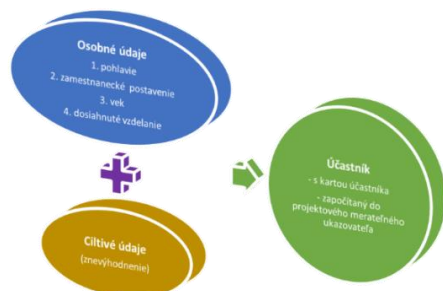 Osobné údaje
1. pohlavie
2. zamestnanecké postavenie
3. vek
4. dosiahnuté vzdelanie
Citlivé údaje
(znevýhodnenie)
Účastník
- s kartou účastníka
- započítaný do
projektového merateľného
ukazovateľa